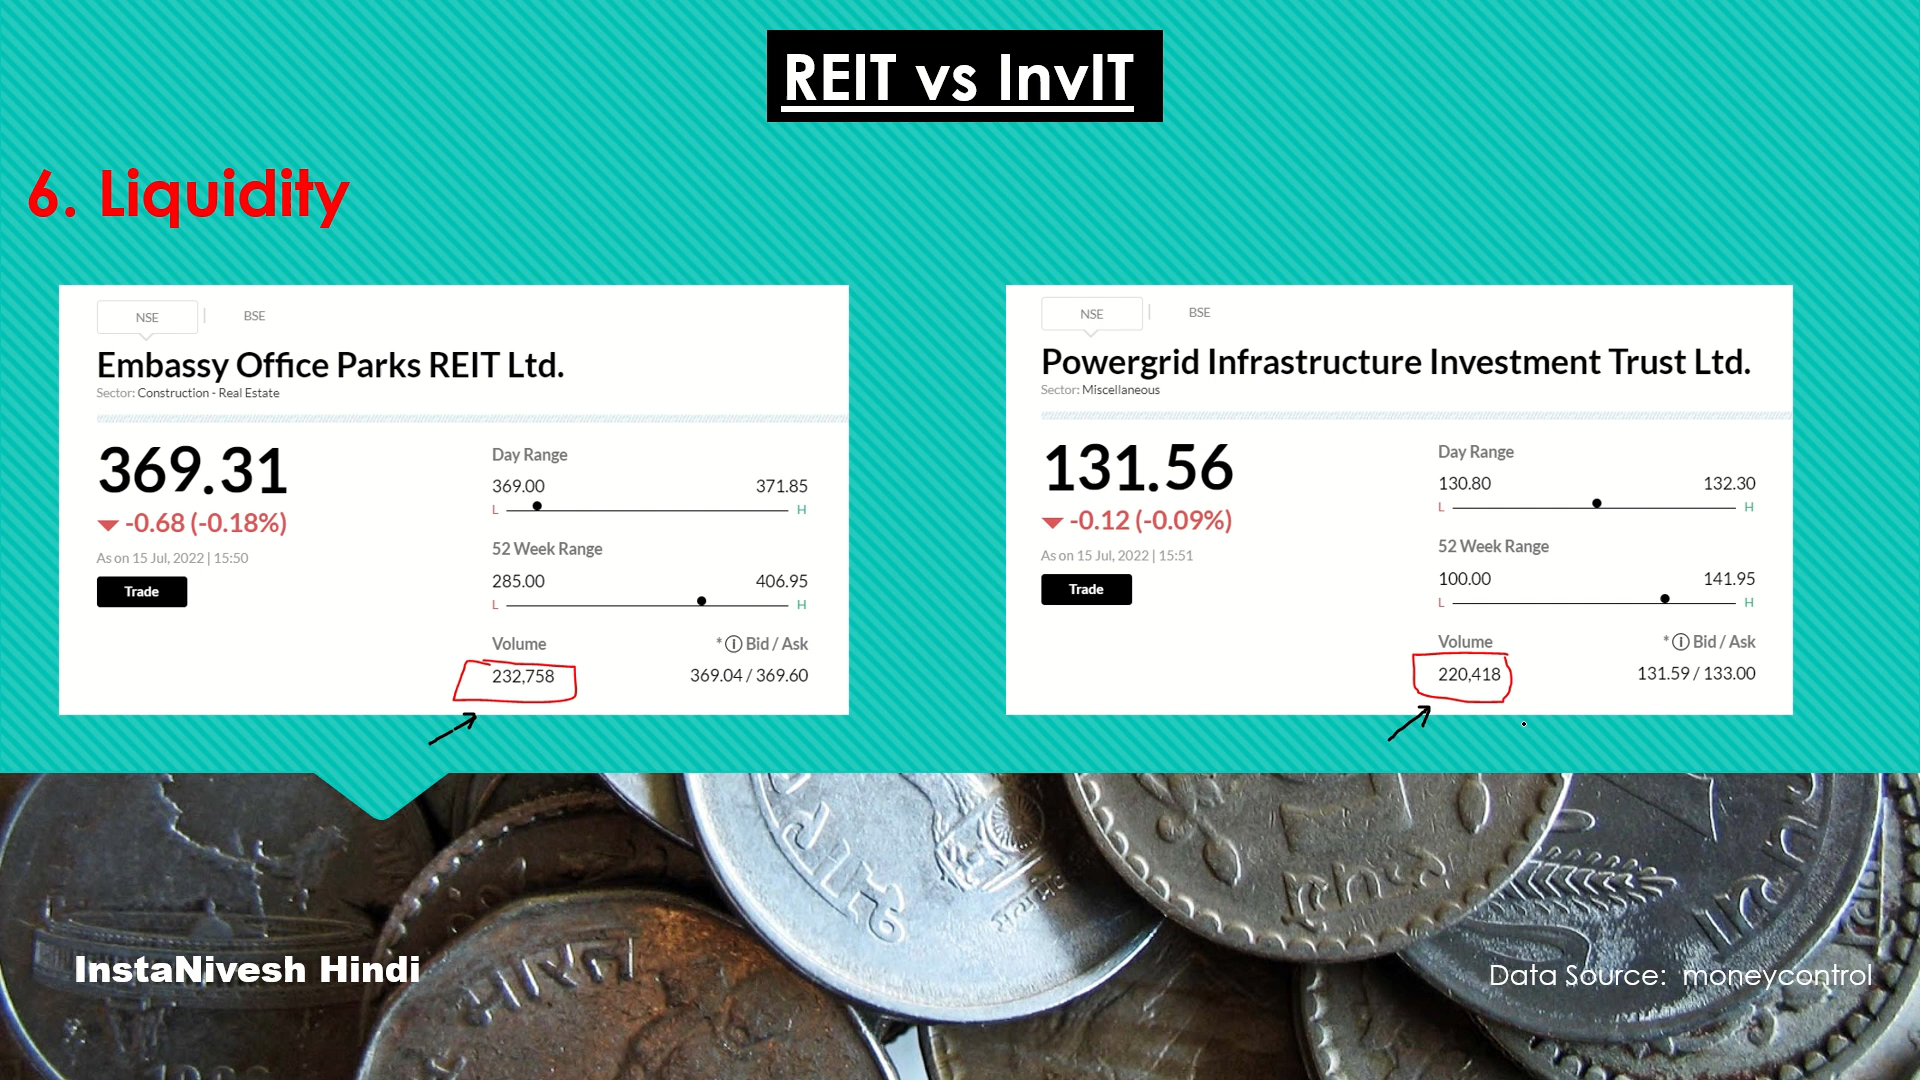 REIT vs InvIT
6. Liquidity
NSE
BSE
Embassy Office Parks REIT Ltd.
Sector: Construction - Real Estate
369.31
-0.68 (-0.18%)
As on 15 Jul, 2022 | 15:50
Trade
Day Range
369.00 371.85
L H
52 Week Range
285.00 406.95
L H
Volume * i Bid / Ask
232,758 369.04 / 369.60
NSE
BSE
Powergrid Infrastructure Investment Trust Ltd.
Sector: Miscellaneous
131.56
-0.12 (-0.09%)
As on 15 Jul, 2022 | 15:51
Trade
Day Range
130.80 132.30
L H
52 Week Range
100.00 141.95
L H
Volume * i Bid / Ask
220,418 131.59 / 133.00
InstaNivesh Hindi
Data Source: moneycontrol